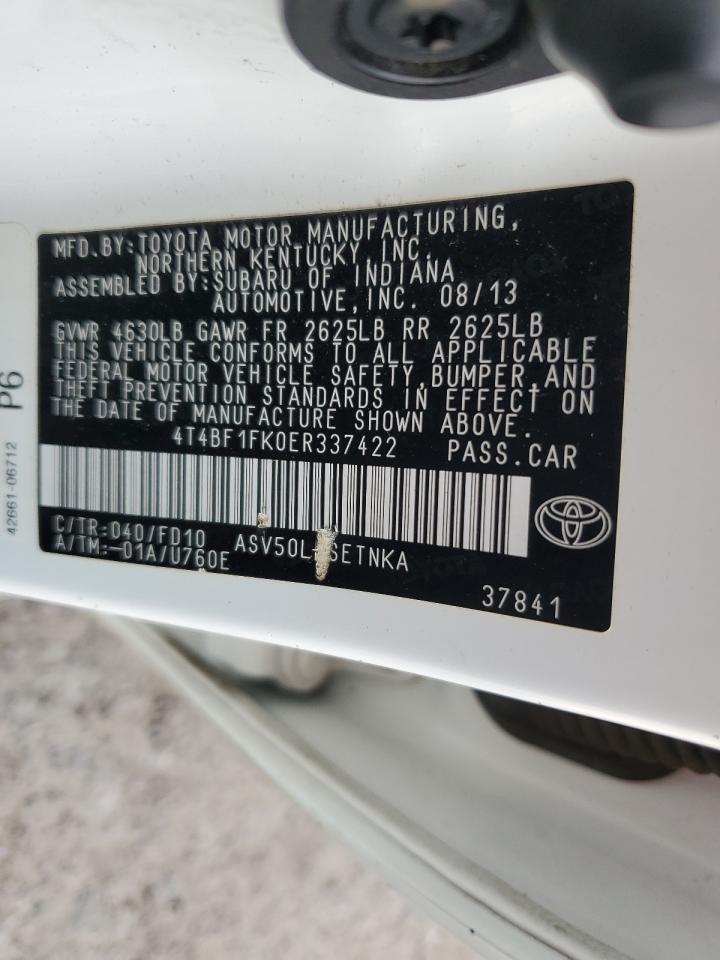 MFD.BY:TOYOTA MOTOR MANUFACTURING,
NORTHERN KENTUCKY, INC.
ASSEMBLED BY:SUBARU OF INDIANA
AUTOMOTIVE,INC. 08/13
GVWR 4630LB GAWR FR 2625LB RR 2625LB
THIS VEHICLE CONFORMS TO ALL APPLICABLE
FEDERAL MOTOR VEHICLE SAFETY,BUMPER,AND
THEFT PREVENTION STANDARDS IN EFFECT ON
THE DATE OF MANUFACTURE SHOWN ABOVE.
4T4BF1FK0ER337422 PASS.CAR
C/TR:040/FD10
A/TM:-01A/U760E
SETNKA
37841
P6
42661-06712